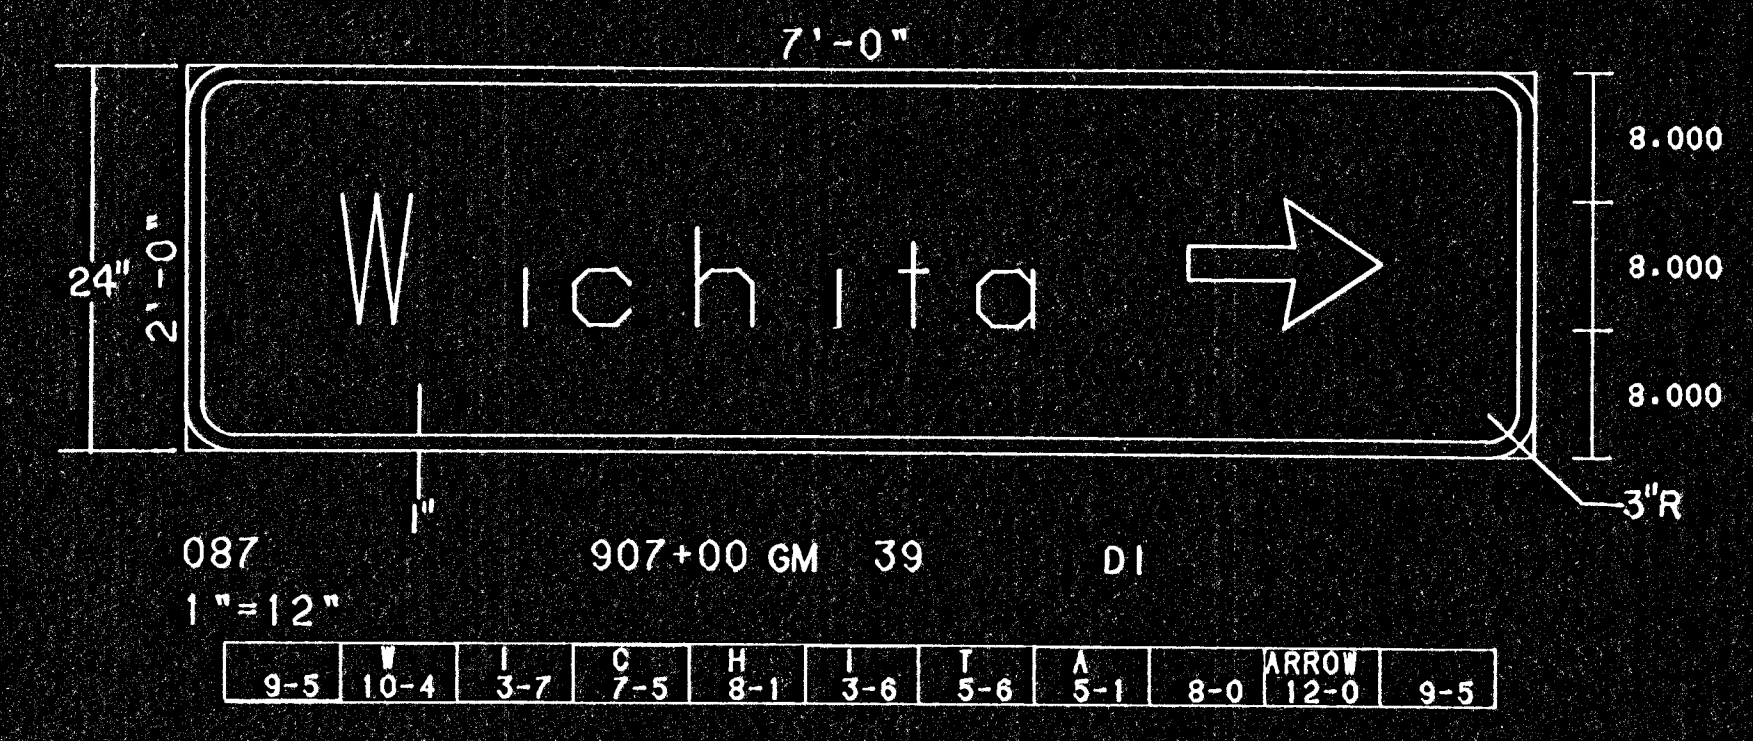 7'-0"
8.000
Wichita
24"
2'-0"
8.000
8.000
1"
3"R
087 907+00 GM 39 D1
1"=12"
W I C H I T A ARROW
9-5 10-4 3-7 7-5 8-1 3-6 5-6 5-1 8-0 12-0 9-5